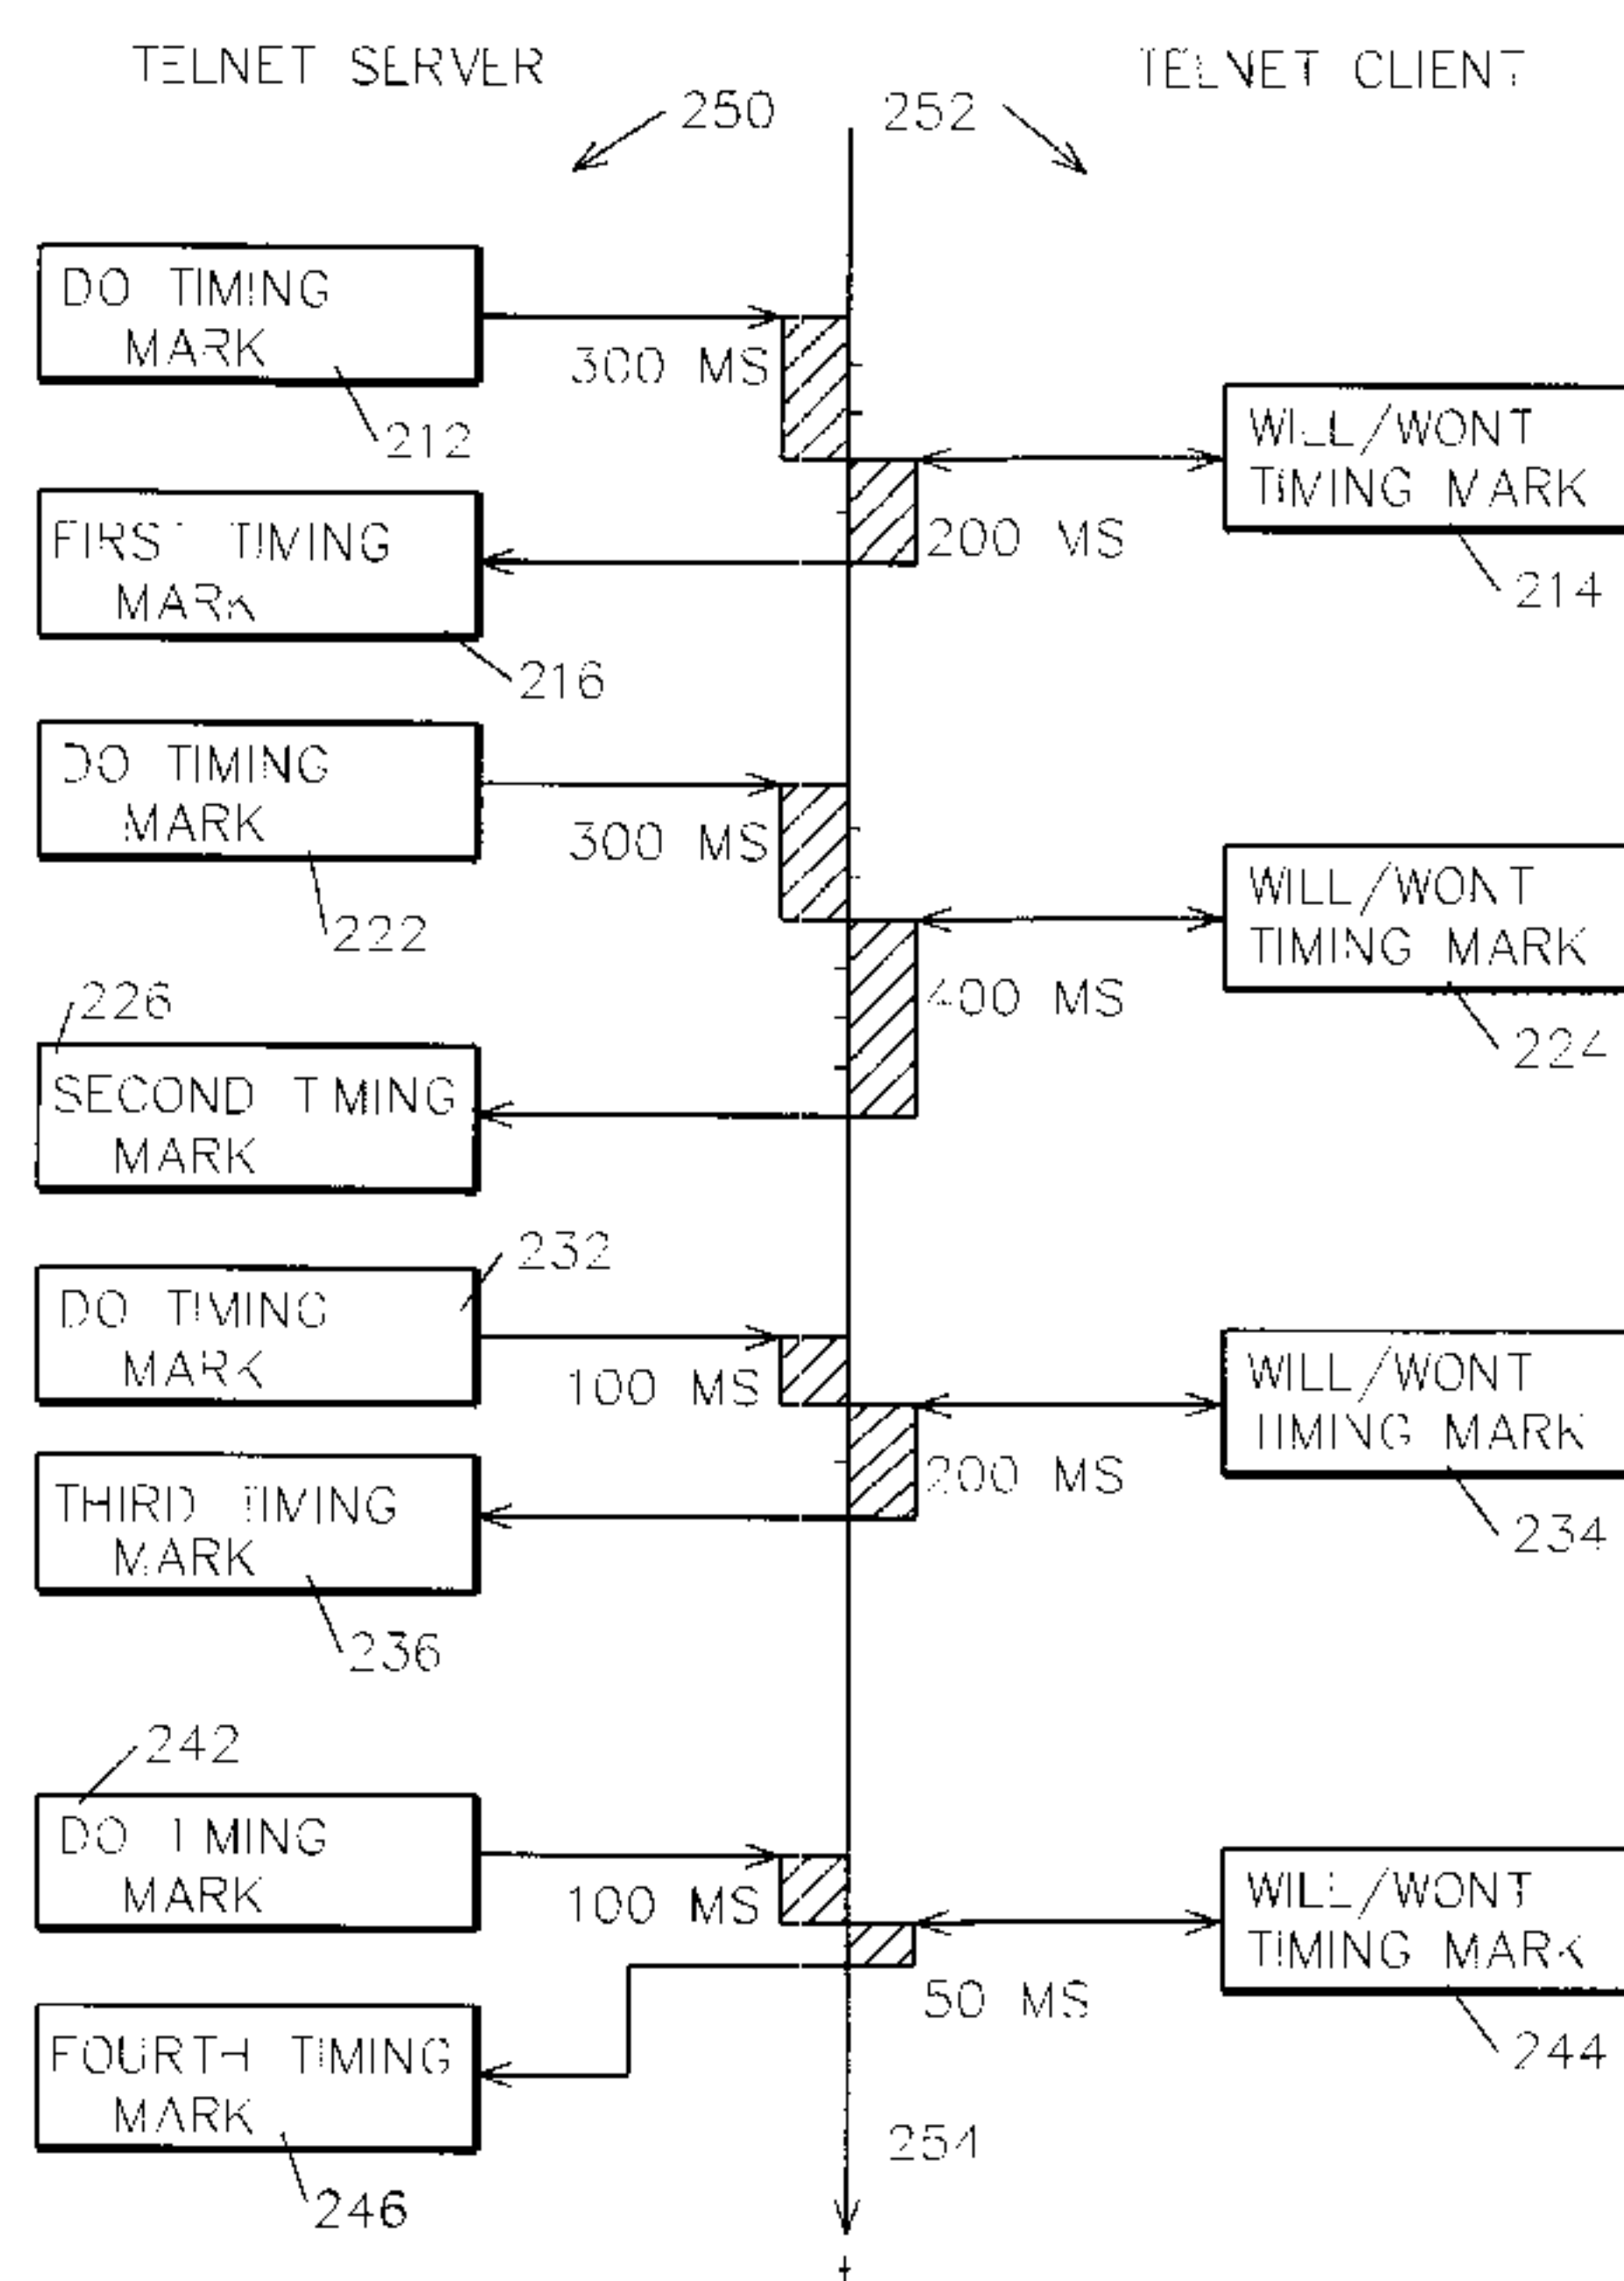 TELNET SERVER
TELNET CLIENT
250
252
DO TIMING
MARK
300 MS
212
WILL/WONT
TIMING MARK
FIRST TIMING
MARK
200 MS
214
216
DO TIMING
MARK
300 MS
222
WILL/WONT
TIMING MARK
226
400 MS
224
SECOND TIMING
MARK
232
DO TIMING
MARK
100 MS
WILL/WONT
TIMING MARK
THIRD TIMING
MARK
200 MS
234
236
242
DO TIMING
MARK
100 MS
WILL/WONT
TIMING MARK
50 MS
FOURTH TIMING
MARK
244
254
246
t